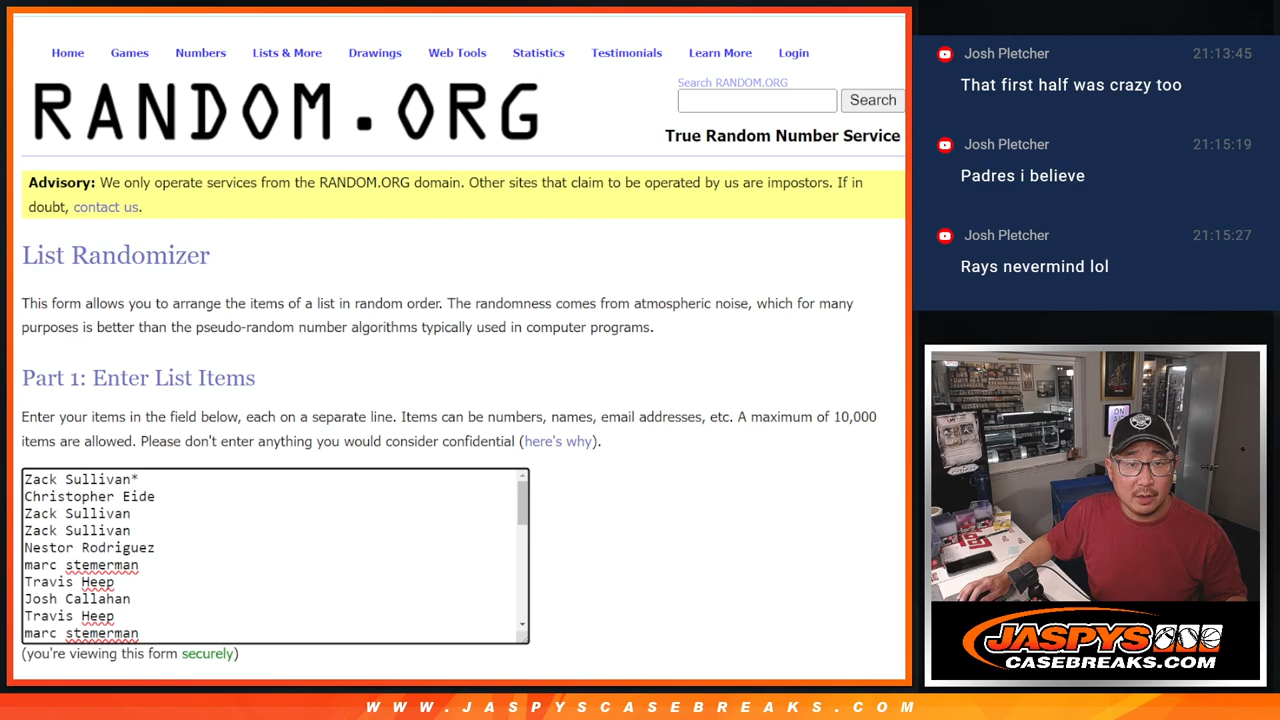 Home Games Numbers Lists & More Drawings Web Tools Statistics Testimonials Learn More Login
RANDOM.ORG
Search RANDOM.ORG
Search
True Random Number Service
Advisory: We only operate services from the RANDOM.ORG domain. Other sites that claim to be operated by us are impostors. If in
doubt, contact us.
List Randomizer
This form allows you to arrange the items of a list in random order. The randomness comes from atmospheric noise, which for many
purposes is better than the pseudo-random number algorithms typically used in computer programs.
Part 1: Enter List Items
Enter your items in the field below, each on a separate line. Items can be numbers, names, email addresses, etc. A maximum of 10,000
items are allowed. Please don't enter anything you would consider confidential (here's why).
Zack Sullivan*
Christopher Eide
Zack Sullivan
Zack Sullivan
Nestor Rodriguez
marc stemerman
Travis Heep
Josh Callahan
Travis Heep
marc stemerman
(you're viewing this form securely)
Josh Pletcher 21:13:45
That first half was crazy too
Josh Pletcher 21:15:19
Padres i believe
Josh Pletcher 21:15:27
Rays nevermind lol
ON
JASPYS
CASEBREAKS.COM
WWW.JASPYSCASEBREAKS.COM